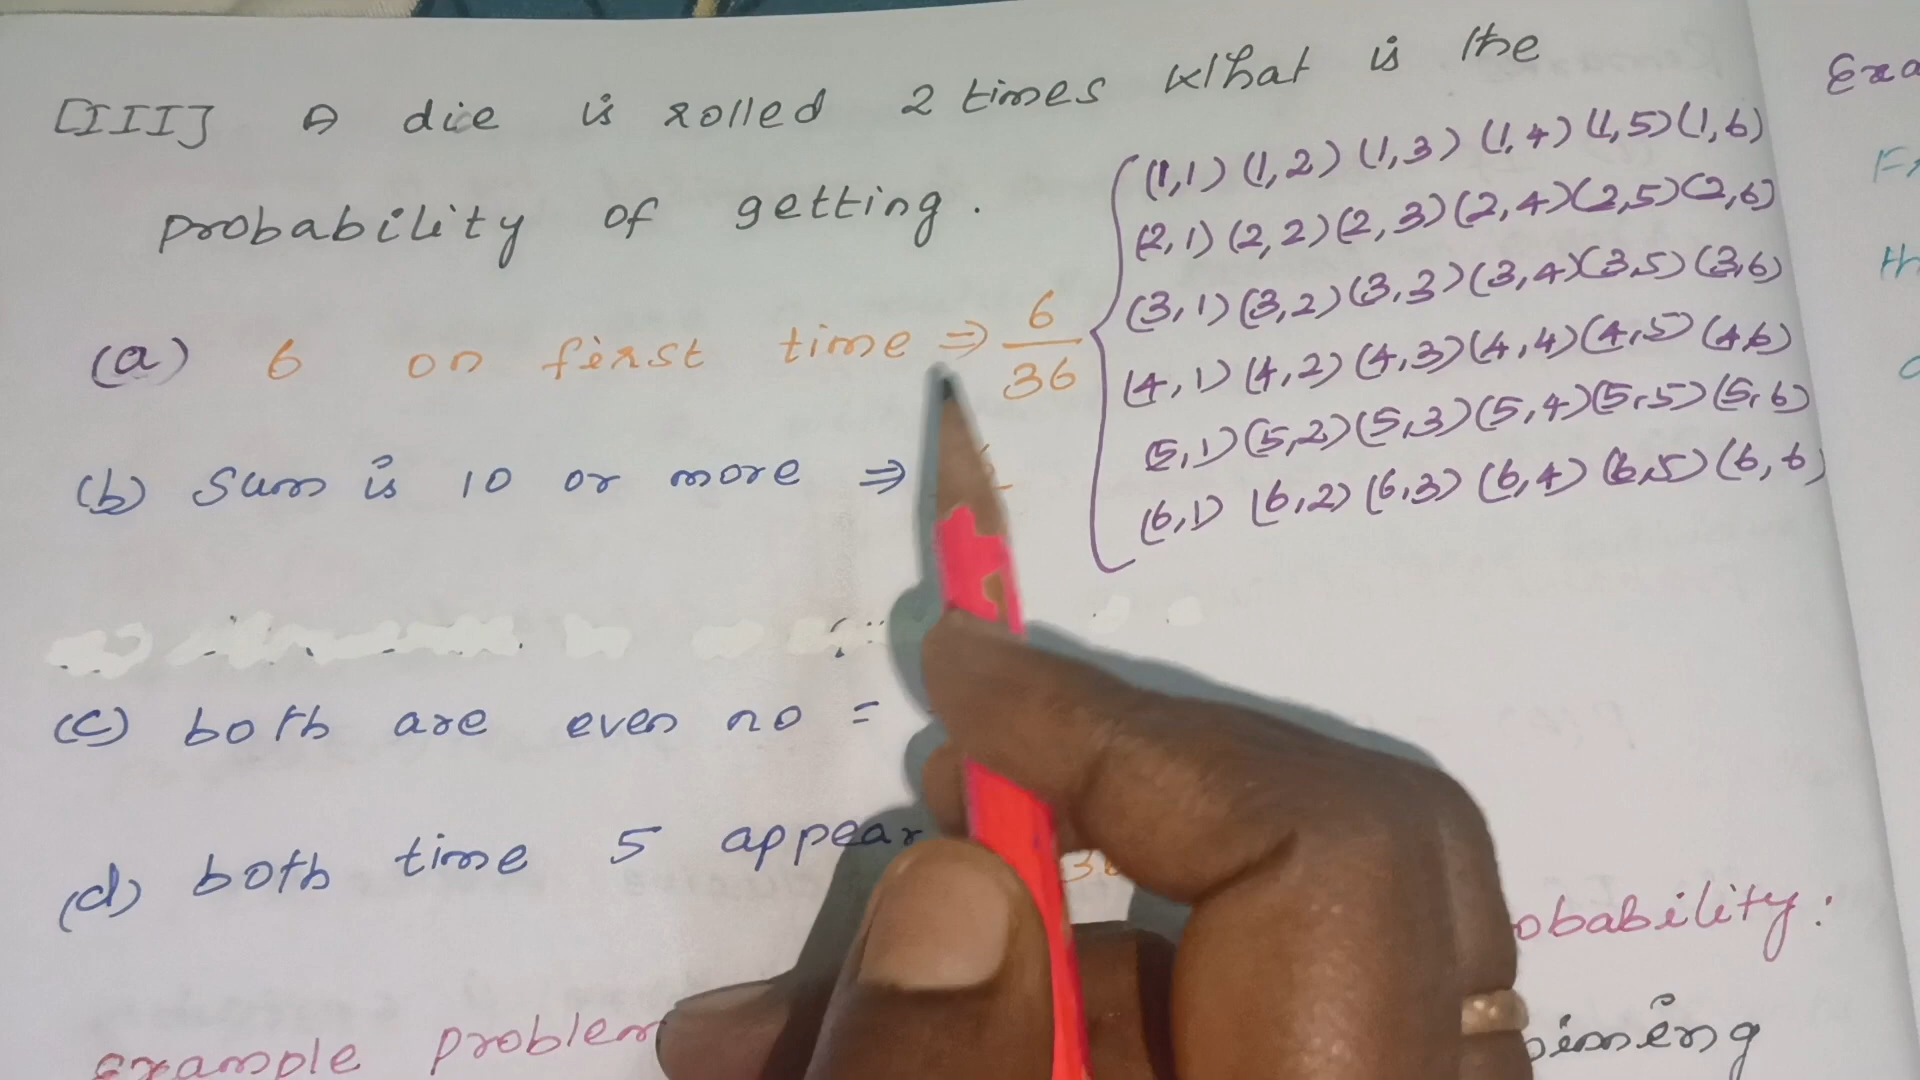 [III] A die is rolled 2 times What is the
probability of getting.
(a) 6 on first time ⇒ 6/36
(b) Sum is 10 or more ⇒
(c) both are even no =
(d) both time 5 appear
{ (1,1) (1,2) (1,3) (1,4) (1,5) (1,6)
(2,1) (2,2) (2,3) (2,4) (2,5) (2,6)
(3,1) (3,2) (3,3) (3,4) (3,5) (3,6)
(4,1) (4,2) (4,3) (4,4) (4,5) (4,6)
(5,1) (5,2) (5,3) (5,4) (5,5) (5,6)
(6,1) (6,2) (6,3) (6,4) (6,5) (6,6)
obability:
example problem
Exa